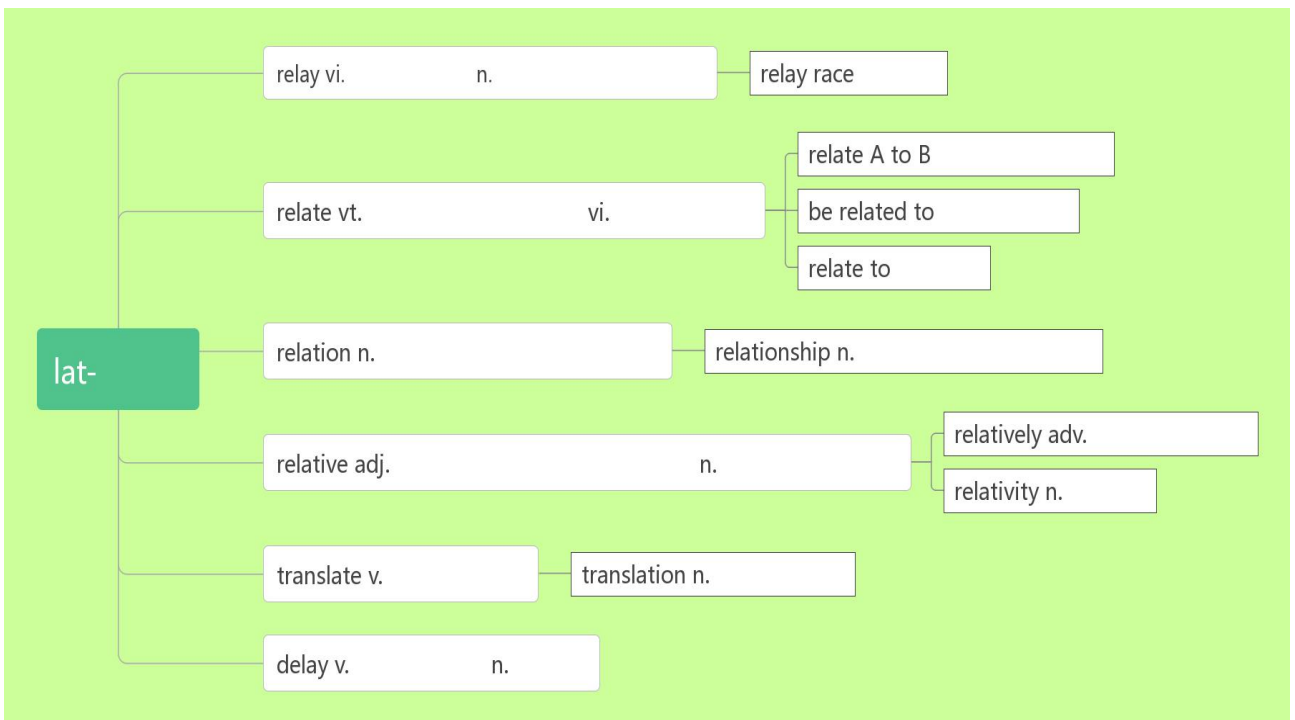 relay vi. n.
relay race
relate vt. vi.
relate A to B
be related to
relate to
lat-
relation n.
relationship n.
relative adj. n.
relatively adv.
relativity n.
translate v.
translation n.
delay v. n.